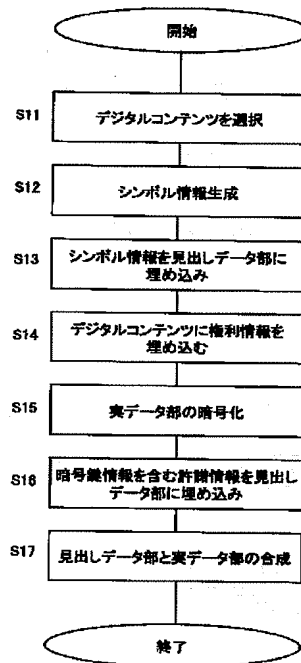 開始
S11
デジタルコンテンツを選択
S12
シンボル情報生成
S13
シンボル情報を見出しデータ部に
埋め込み
S14
デジタルコンテンツに権利情報を
埋め込む
S15
実データ部の暗号化
S16
暗号鍵情報を含む許諾情報を見出し
データ部に埋め込み
S17
見出しデータ部と実データ部の合成
終了